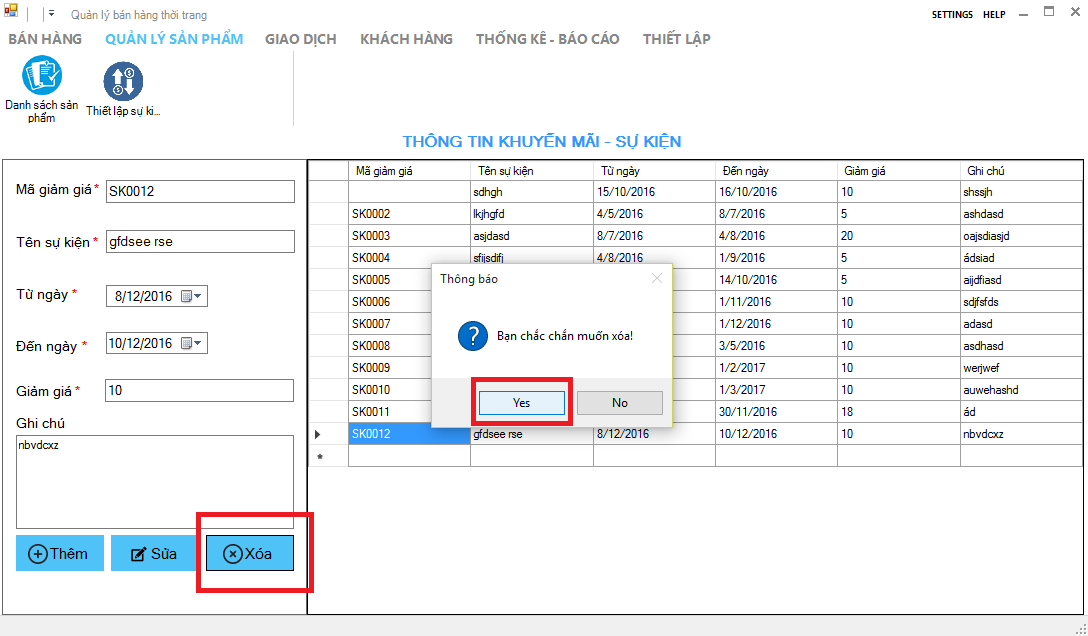 Quản lý bán hàng thời trang
SETTINGS HELP
BÁN HÀNG QUẢN LÝ SẢN PHẨM GIAO DỊCH KHÁCH HÀNG THỐNG KÊ - BÁO CÁO THIẾT LẬP
Danh sách sản phẩm
Thiết lập sự ki...
THÔNG TIN KHUYẾN MÃI - SỰ KIỆN
Mã giảm giá* SK0012
Tên sự kiện* gfdsee rse
Từ ngày* 8/12/2016
Đến ngày* 10/12/2016
Giảm giá* 10
Ghi chú
nbvdcxz
Thêm Sửa Xóa
Mã giảm giá Tên sự kiện Từ ngày Đến ngày Giảm giá Ghi chú
sdhgh 15/10/2016 16/10/2016 10 shssjh
SK0002 lkjhgfd 4/5/2016 8/7/2016 5 ashdasd
SK0003 asjdasd 8/7/2016 4/8/2016 20 oajsdiasjd
SK0004 sfijsdifj 4/8/2016 1/9/2016 5 ádsiad
SK0005 14/10/2016 5 aijdfiasd
SK0006 1/11/2016 10 sdjfsfds
SK0007 1/12/2016 10 adasd
SK0008 3/5/2016 10 asdhasd
SK0009 1/2/2017 10 werjwef
SK0010 1/3/2017 10 auwehashd
SK0011 30/11/2016 18 ád
SK0012 gfdsee rse 8/12/2016 10/12/2016 10 nbvdcxz
Thông báo
Bạn chắc chắn muốn xóa!
Yes No